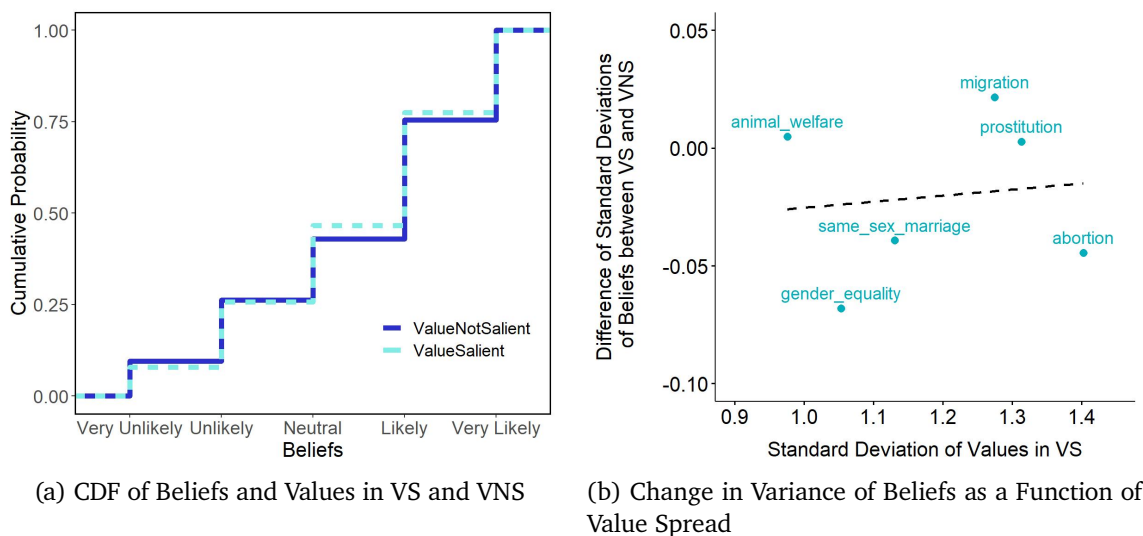 1.00
0.75
0.50
0.25
0.00
Cumulative Probability
ValueNotSalient
ValueSalient
Very Unlikely Unlikely Neutral Likely Very Likely
Beliefs
(a) CDF of Beliefs and Values in VS and VNS
0.05
0.00
-0.05
-0.10
Difference of Standard Deviations
of Beliefs between VS and VNS
migration
animal_welfare
prostitution
same_sex_marriage
abortion
gender_equality
0.9 1.0 1.1 1.2 1.3 1.4
Standard Deviation of Values in VS
(b) Change in Variance of Beliefs as a Function of
Value Spread